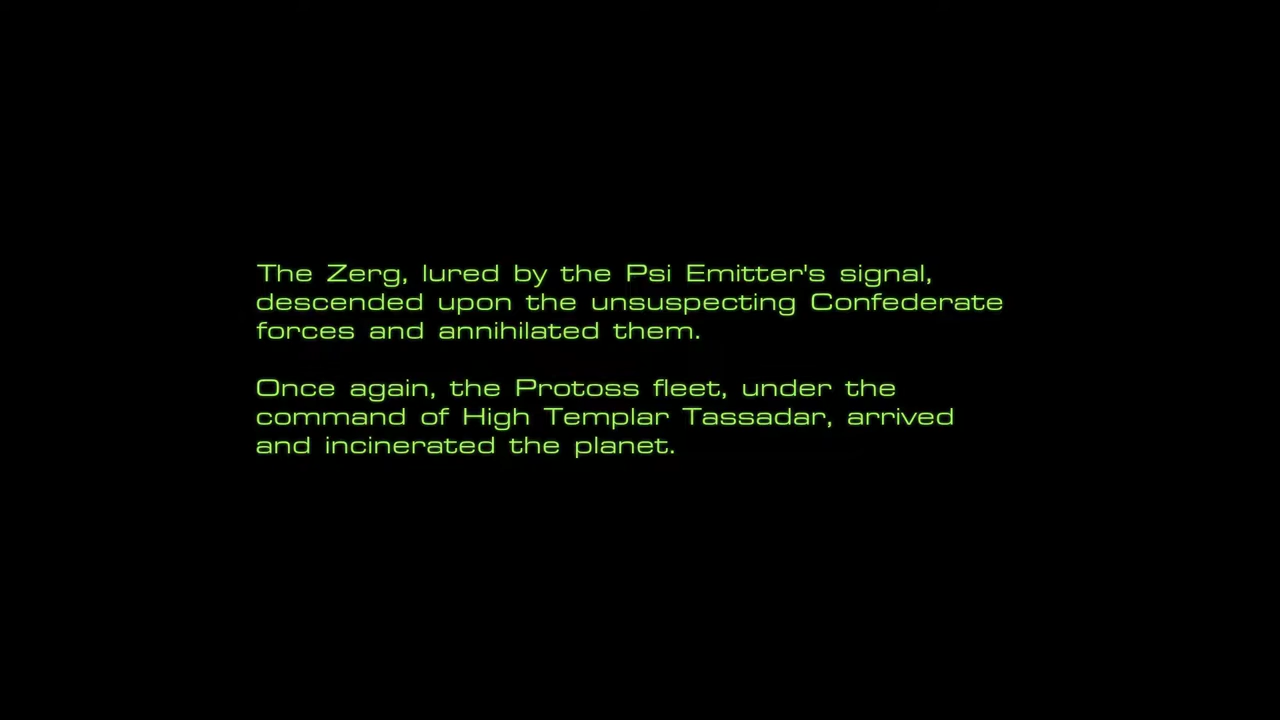 The Zerg, lured by the Psi Emitter's signal,
descended upon the unsuspecting Confederate
forces and annihilated them.
Once again, the Protoss fleet, under the
command of High Templar Tassadar, arrived
and incinerated the planet.